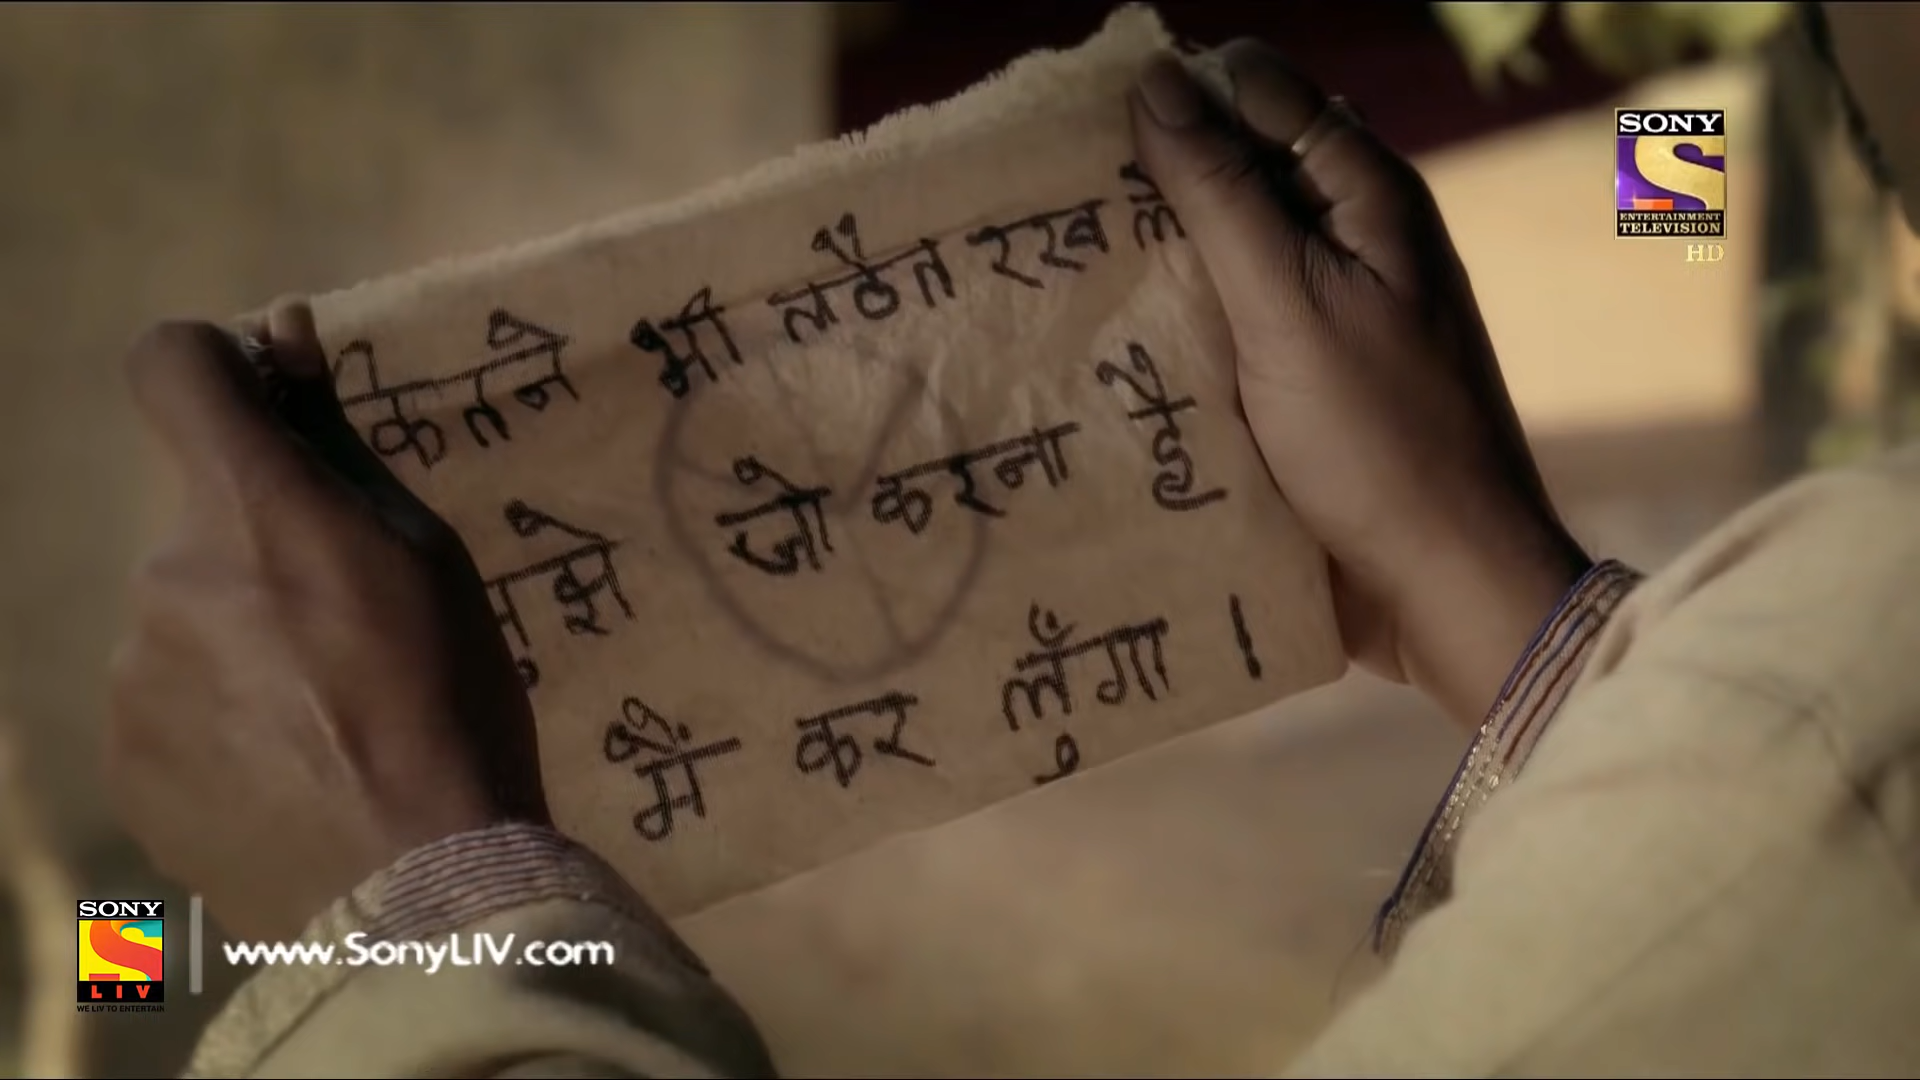 SONY
ENTERTAINMENT
TELEVISION
HD
कितने भी लठैत रख ले
मुझे जो करना है
मैं कर लुँगा ।
SONY
LIV
WE LIV TO ENTERTAIN
www.SonyLIV.com